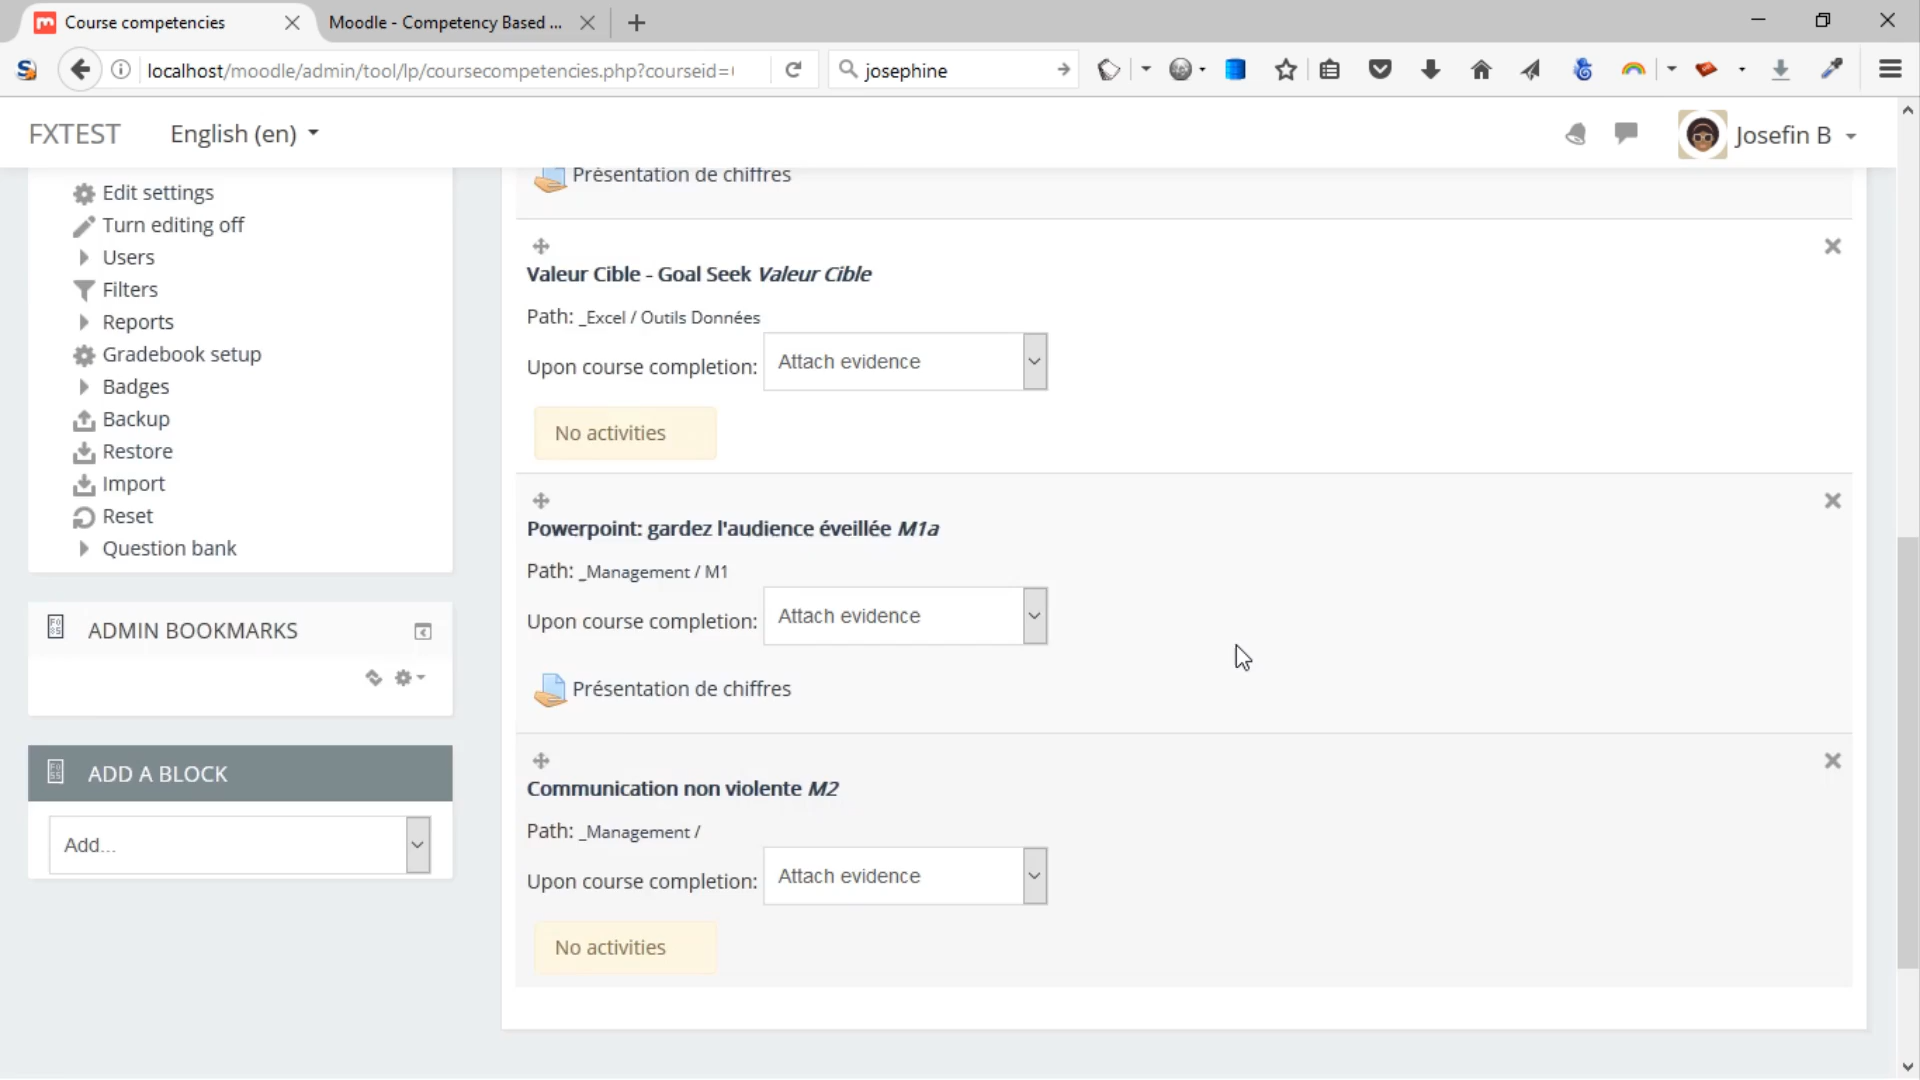 Course competencies
Moodle - Competency Based ...
localhost/moodle/admin/tool/lp/coursecompetencies.php?courseid=
josephine
FXTEST
English (en)
Josefin B
Edit settings
Turn editing off
Users
Filters
Reports
Gradebook setup
Badges
Backup
Restore
Import
Reset
Question bank
ADMIN BOOKMARKS
ADD A BLOCK
Add...
Présentation de chiffres
Valeur Cible - Goal Seek Valeur Cible
Path: _Excel / Outils Données
Upon course completion: Attach evidence
No activities
Powerpoint: gardez l'audience éveillée M1a
Path: _Management / M1
Upon course completion: Attach evidence
Présentation de chiffres
Communication non violente M2
Path: _Management /
Upon course completion: Attach evidence
No activities